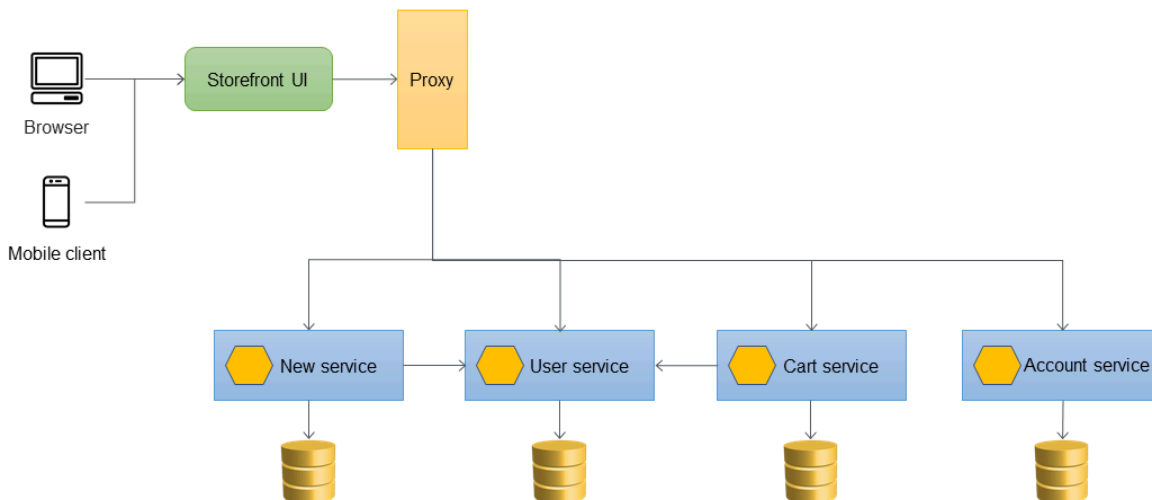 Storefront UI
Proxy
Browser
Mobile client
New service
User service
Cart service
Account service